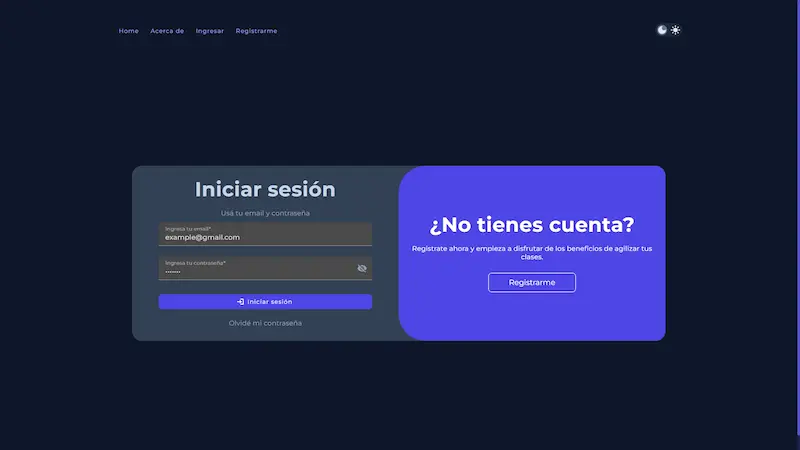 Home Acerca de Ingresar Registrarme
Iniciar sesión
Usá tu email y contraseña
Ingresa tu email*
example@gmail.com
Ingresa tu contraseña*
•••••••
Iniciar sesión
Olvidé mi contraseña
¿No tienes cuenta?
Registrate ahora y empieza a disfrutar de los beneficios de agilizar tus
clases.
Registrarme